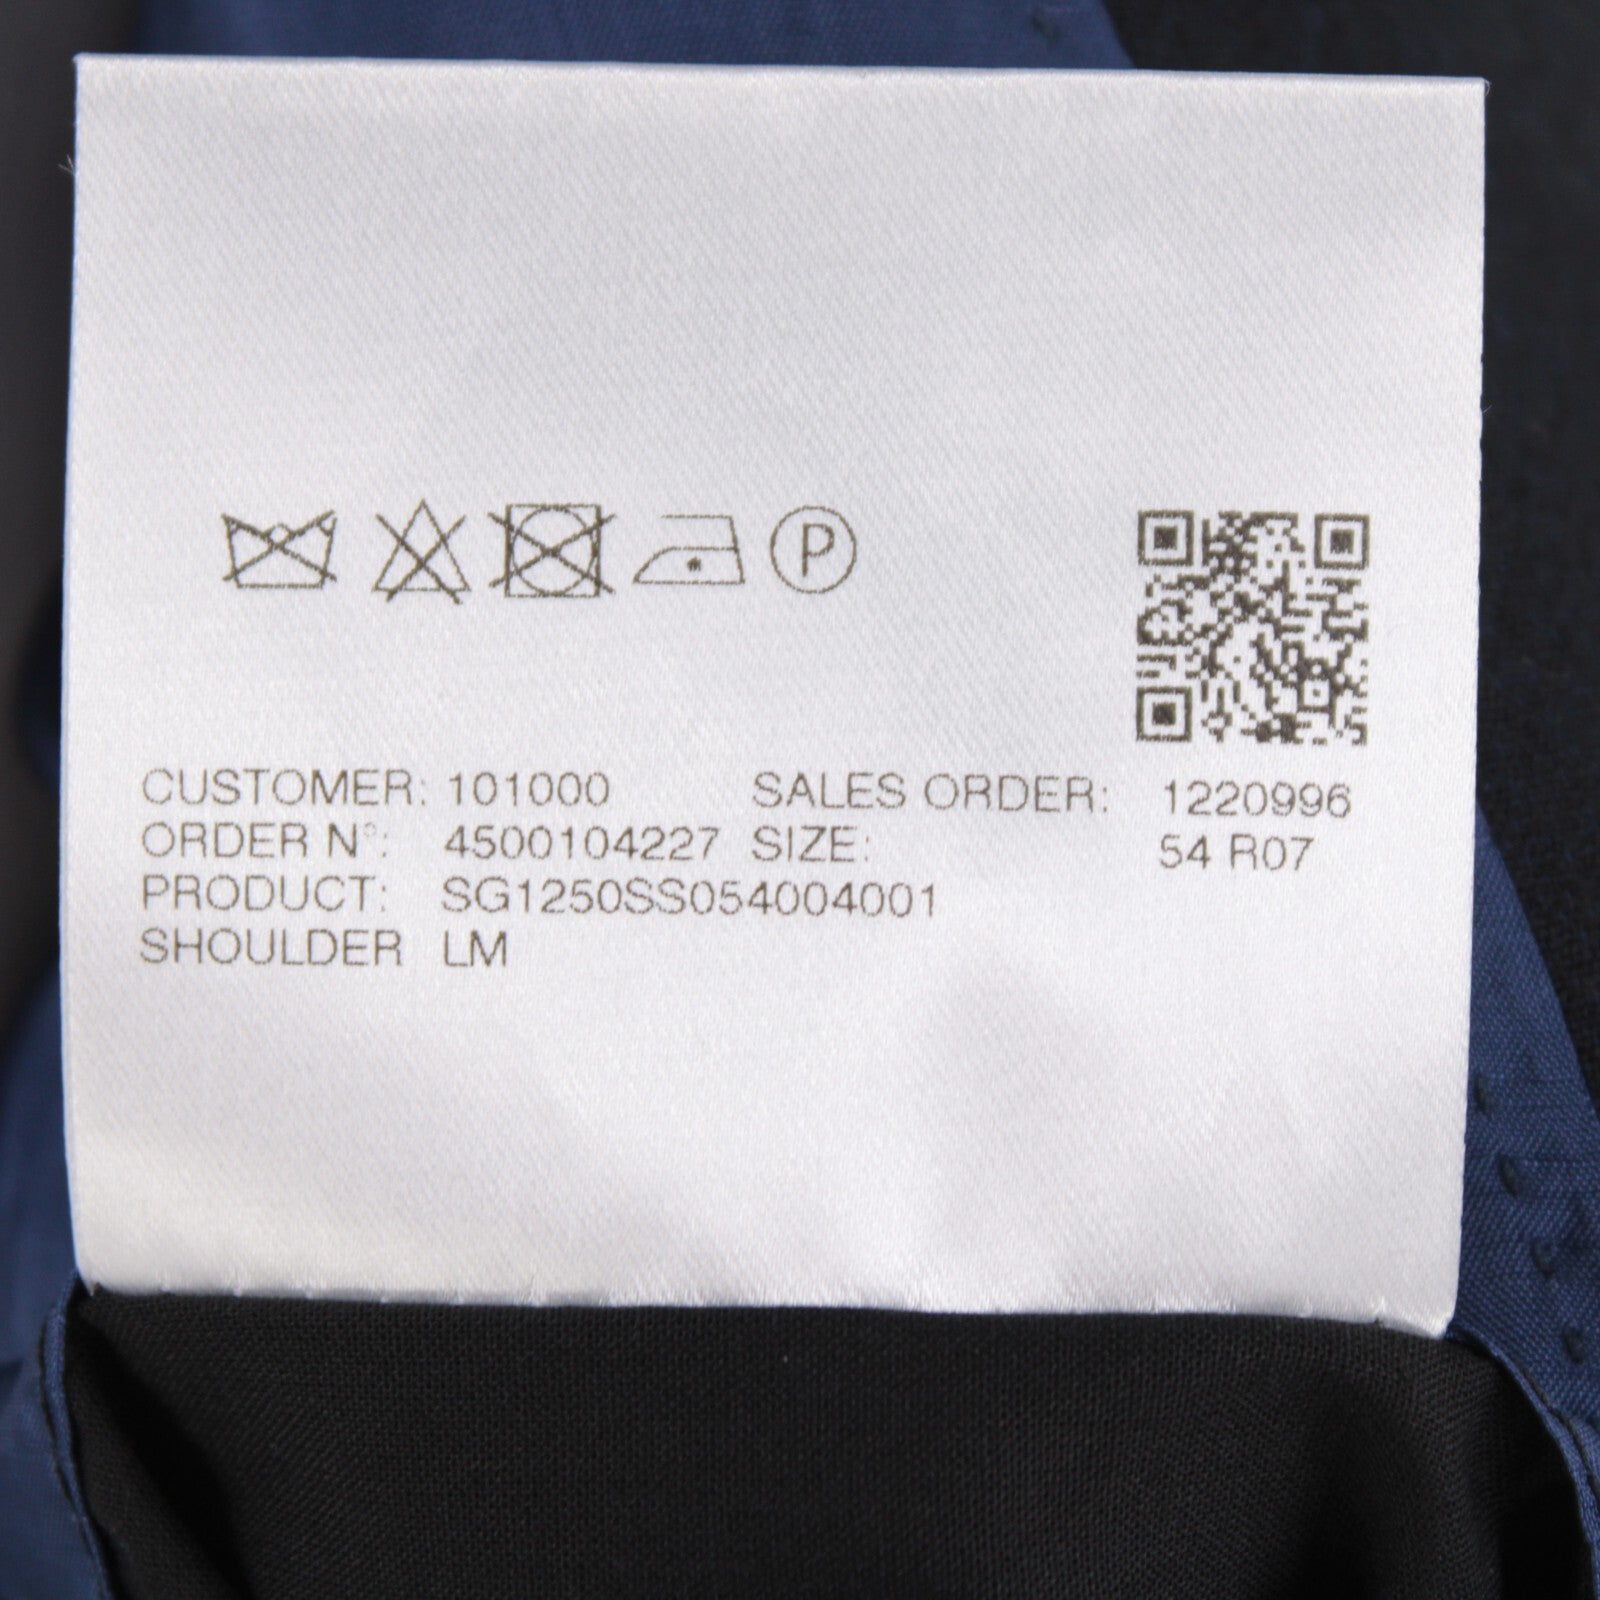 CUSTOMER: 101000 SALES ORDER: 1220996
ORDER N°: 4500104227 SIZE: 54 R07
PRODUCT: SG1250SS054004001
SHOULDER LM